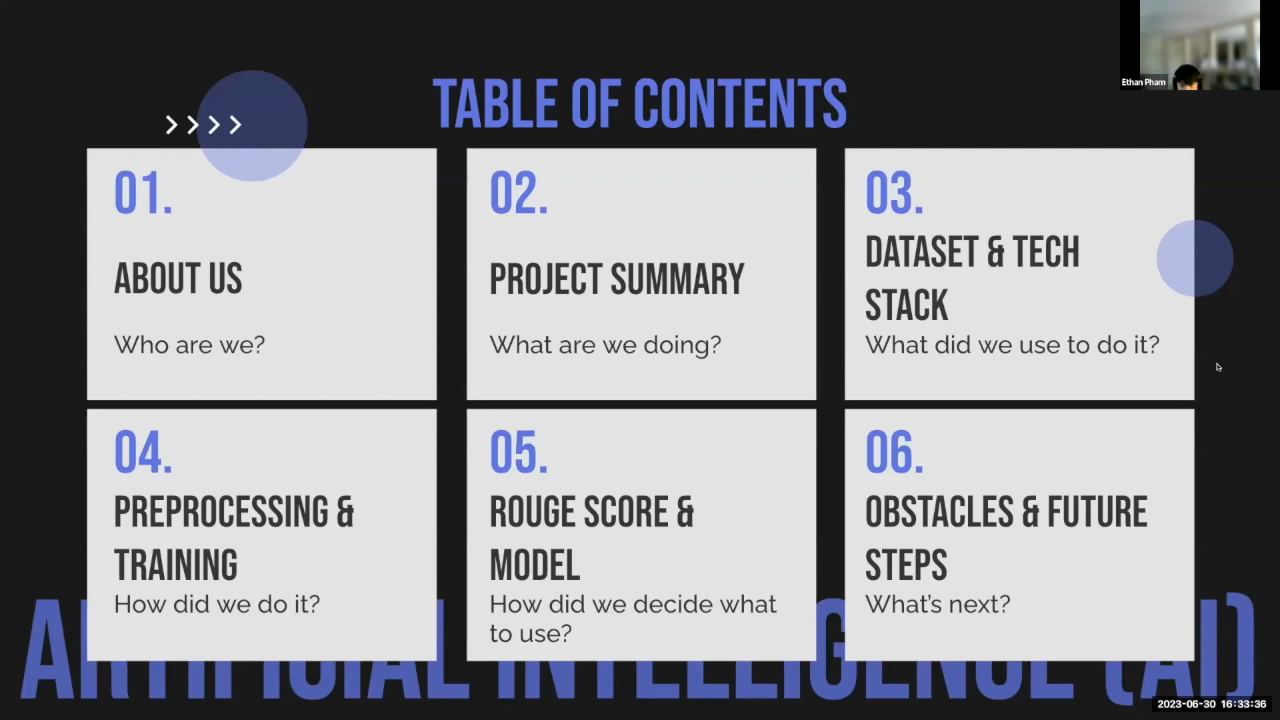 Ethan Pham
TABLE OF CONTENTS
01.
ABOUT US
Who are we?
02.
PROJECT SUMMARY
What are we doing?
03.
DATASET & TECH
STACK
What did we use to do it?
04.
PREPROCESSING &
TRAINING
How did we do it?
05.
ROUGE SCORE &
MODEL
How did we decide what
to use?
06.
OBSTACLES & FUTURE
STEPS
What's next?
ARTIFICIAL INTELLIGENCE (AI)
2023-06-30 16:33:36